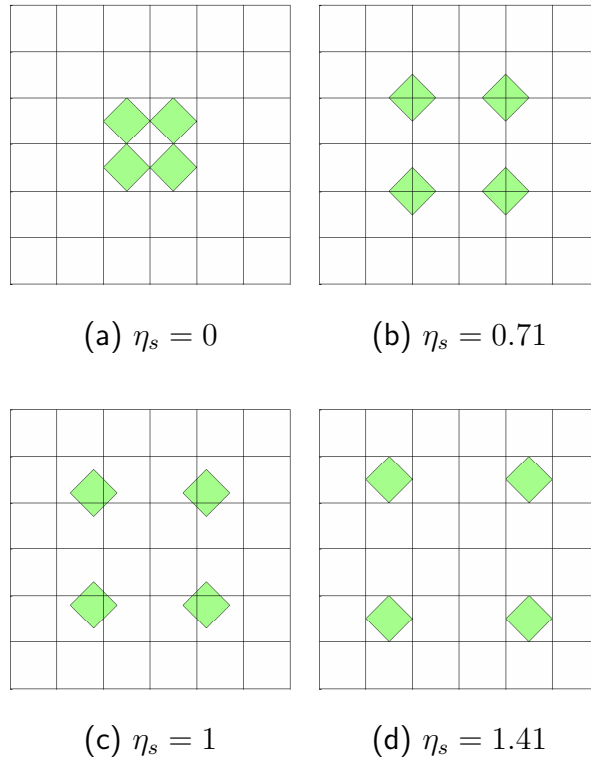 (a) ηs = 0
(b) ηs = 0.71
(c) ηs = 1
(d) ηs = 1.41